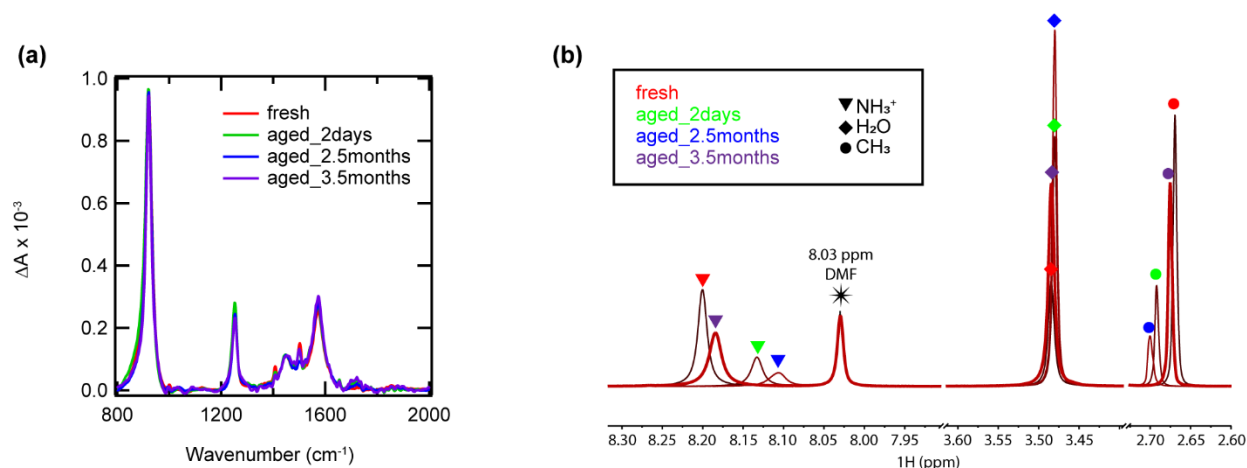 (a)
1.0
0.8
0.6
0.4
0.2
0.0
ΔA x 10⁻³
800
1200
1600
2000
Wavenumber (cm⁻¹)
fresh
aged_2days
aged_2.5months
aged_3.5months
(b)
fresh
aged_2days
aged_2.5months
aged_3.5months
NH₃⁺
H₂O
CH₃
8.03 ppm
DMF
8.30 8.25 8.20 8.15 8.10 8.05 8.00 7.95 3.60 3.55 3.50 3.45 2.70 2.65 2.60
1H (ppm)